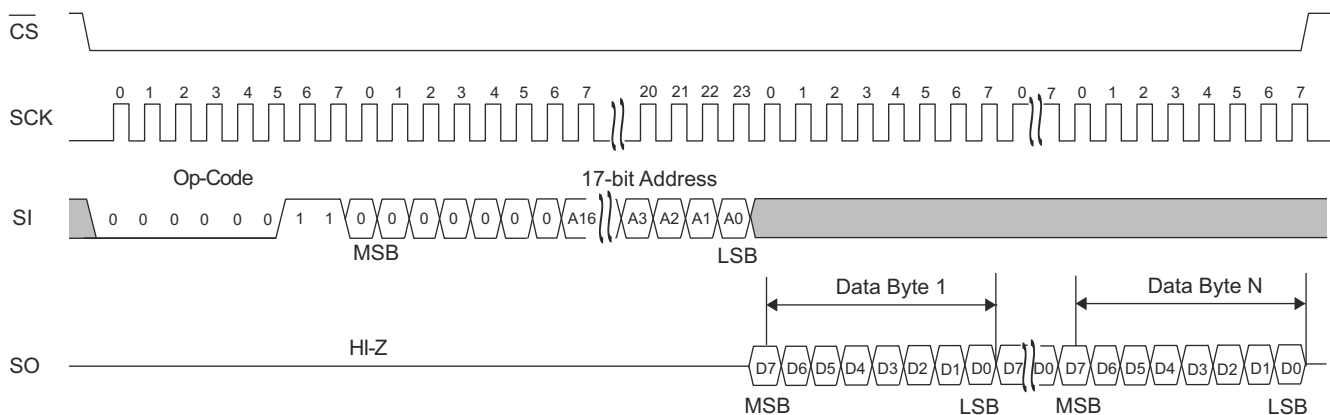 CS
0 1 2 3 4 5 6 7 0 1 2 3 4 5 6 7 20 21 22 23 0 1 2 3 4 5 6 7 0 7 0 1 2 3 4 5 6 7
SCK
Op-Code 17-bit Address
SI 0 0 0 0 0 0 1 1 0 0 0 0 0 0 0 A16 A3 A2 A1 A0
MSB LSB
Data Byte 1 Data Byte N
HI-Z
SO D7 D6 D5 D4 D3 D2 D1 D0 D7 D0 D7 D6 D5 D4 D3 D2 D1 D0
MSB LSB MSB LSB